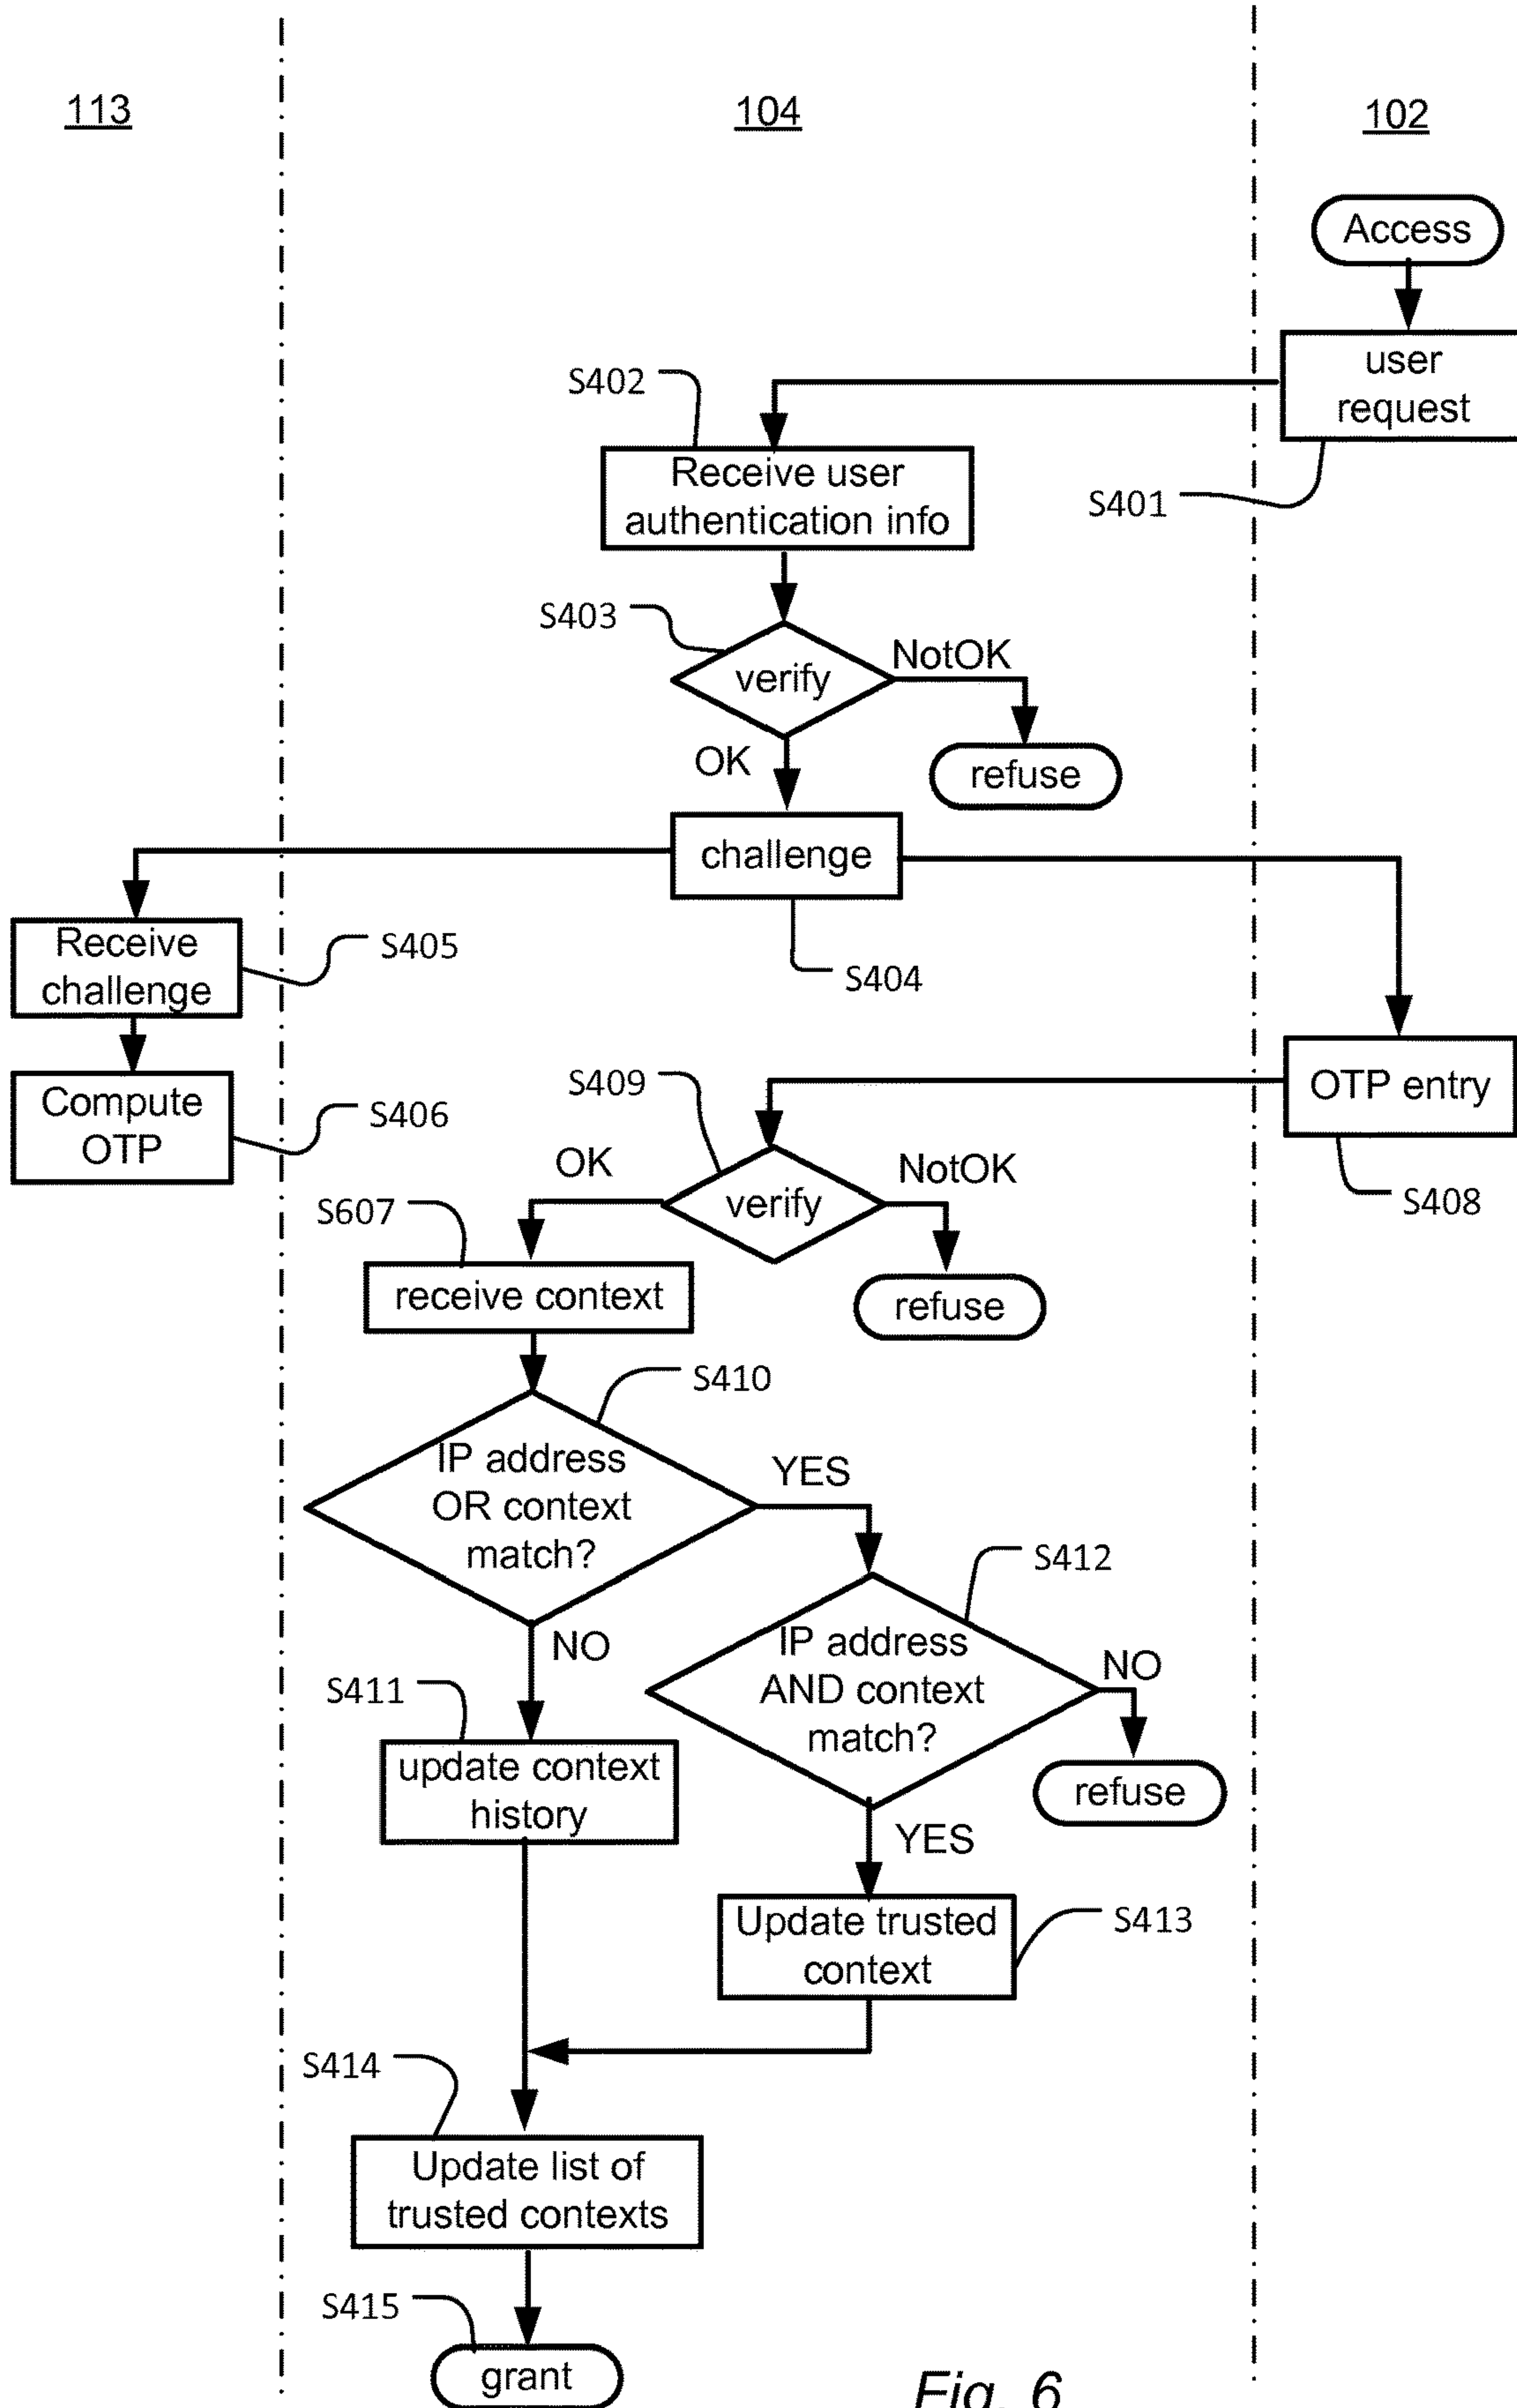 113
104
102
Access
user
request
S401
S402
Receive user
authentication info
S403
verify
NotOK
OK
refuse
challenge
S404
Receive
challenge
S405
Compute
OTP
S406
OTP entry
S408
S409
verify
OK
NotOK
refuse
S607
receive context
S410
IP address
OR context
match?
YES
NO
S412
IP address
AND context
match?
NO
refuse
YES
S411
update context
history
Update trusted
context
S413
S414
Update list of
trusted contexts
S415
grant
Fig. 6